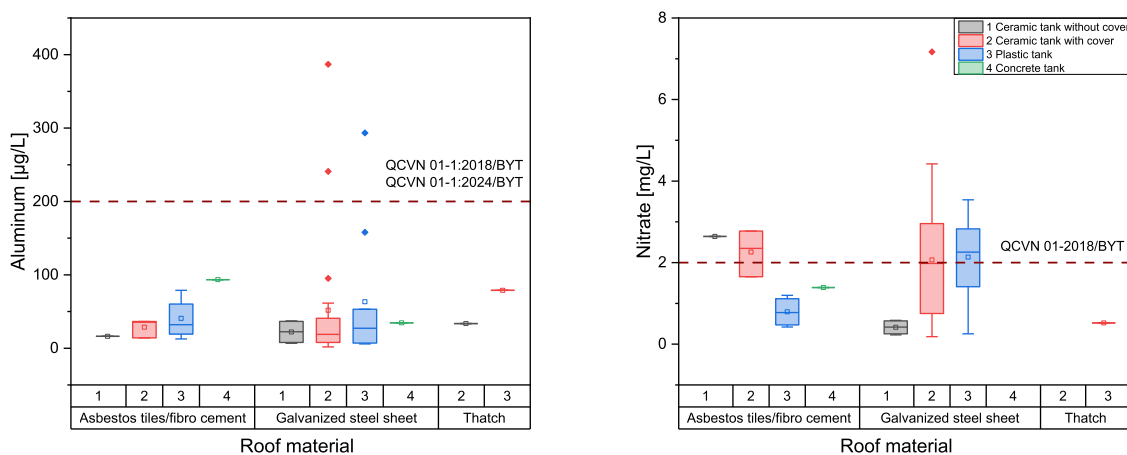 400
300
200
100
0
Aluminum [µg/L]
QCVN 01-1:2018/BYT
QCVN 01-1:2024/BYT
1 2 3 4 1 2 3 4 2 3
Asbestos tiles/fibro cement Galvanized steel sheet Thatch
Roof material
8
6
4
2
0
Nitrate [mg/L]
1 Ceramic tank without cover
2 Ceramic tank with cover
3 Plastic tank
4 Concrete tank
QCVN 01-2018/BYT
1 2 3 4 1 2 3 4 2 3
Asbestos tiles/fibro cement Galvanized steel sheet Thatch
Roof material